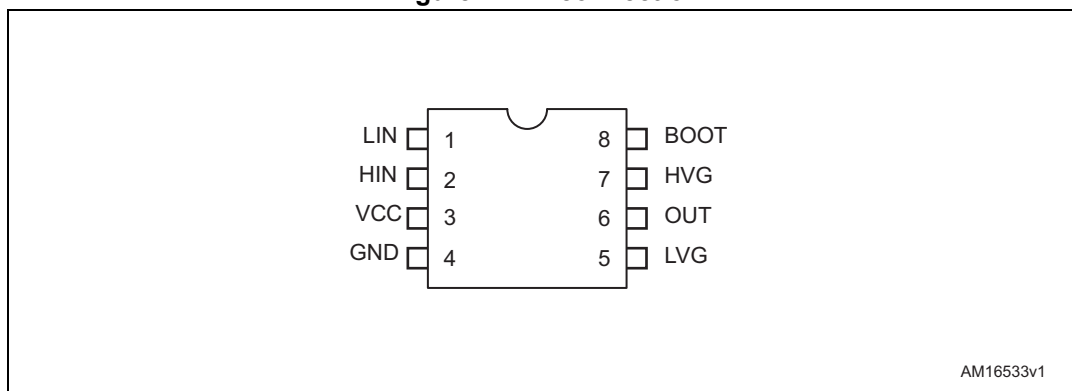 LIN 1 8 BOOT
HIN 2 7 HVG
VCC 3 6 OUT
GND 4 5 LVG
AM16533v1